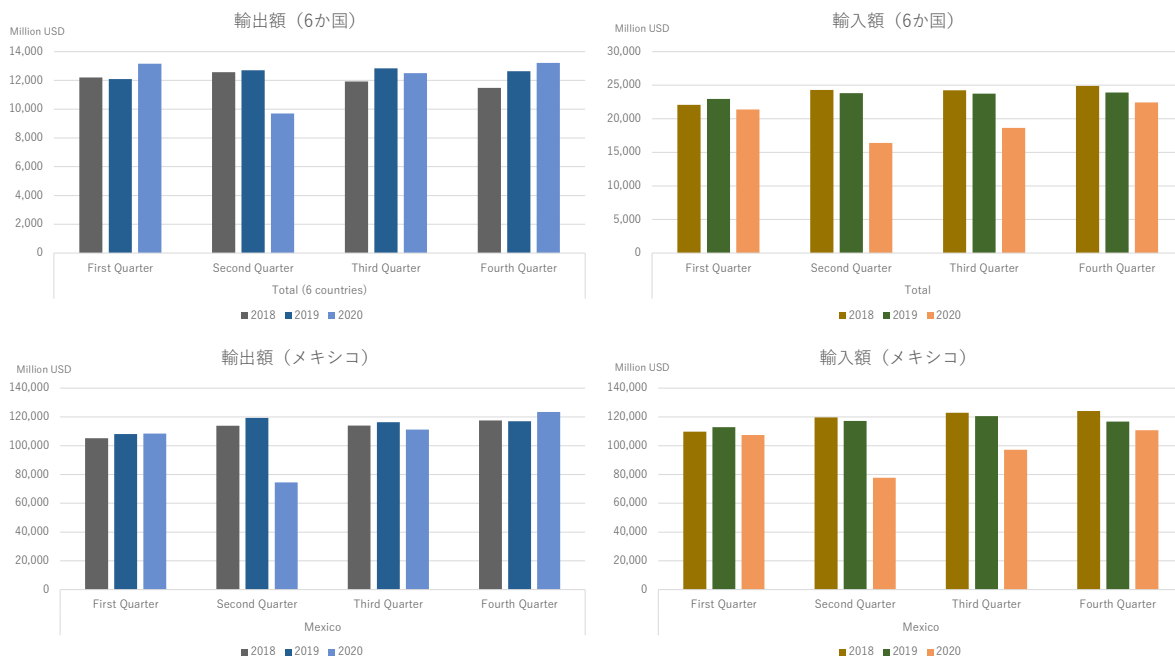 輸出額（6か国）
Million USD
14,000
12,000
10,000
8,000
6,000
4,000
2,000
0
First Quarter Second Quarter Third Quarter Fourth Quarter
Total (6 countries)
2018 2019 2020
輸入額（6か国）
Million USD
30,000
25,000
20,000
15,000
10,000
5,000
0
First Quarter Second Quarter Third Quarter Fourth Quarter
Total
2018 2019 2020
輸出額（メキシコ）
Million USD
140,000
120,000
100,000
80,000
60,000
40,000
20,000
0
First Quarter Second Quarter Third Quarter Fourth Quarter
Mexico
2018 2019 2020
輸入額（メキシコ）
Million USD
140,000
120,000
100,000
80,000
60,000
40,000
20,000
0
First Quarter Second Quarter Third Quarter Fourth Quarter
Mexico
2018 2019 2020